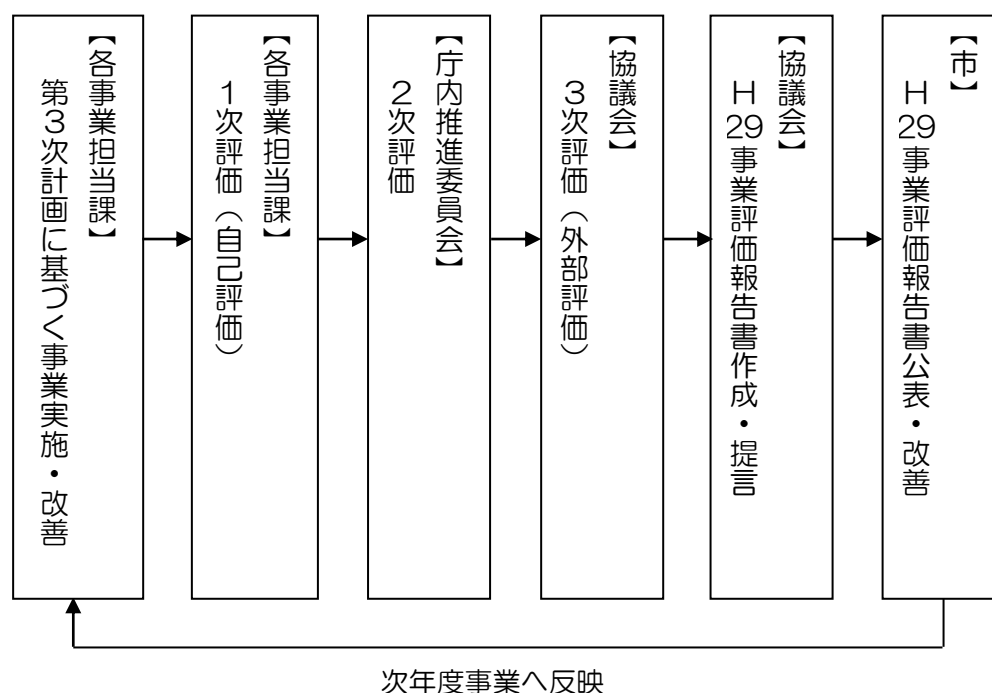 【各事業担当課】
第３次計画に基づく事業実施・改善
【各事業担当課】
１次評価（自己評価）
【庁内推進委員会】
２次評価
【協議会】
３次評価（外部評価）
【協議会】
Ｈ29事業評価報告書作成・提言
【市】
Ｈ29事業評価報告書公表・改善
次年度事業へ反映